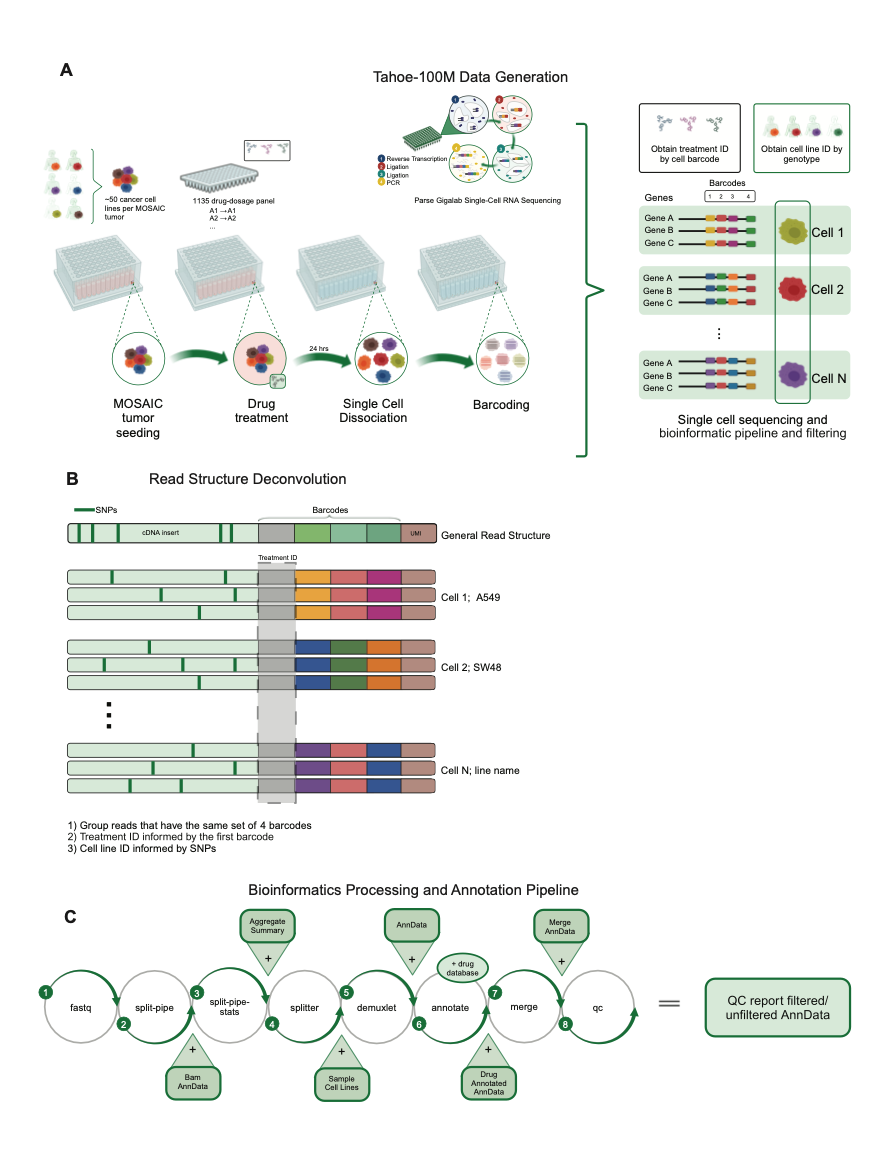 A
Tahoe-100M Data Generation
~50 cancer cell
lines per MOSAIC
tumor
1135 drug-dosage panel
A1→A1
A2→A2
...
1
2
3
4
1 Reverse Transcription
2 Ligation
3 Ligation
4 PCR
Parse Gigalab Single-Cell RNA Sequencing
24 hrs
MOSAIC
tumor
seeding
Drug
treatment
Single Cell
Dissociation
Barcoding
Obtain treatment ID
by cell barcode
Obtain cell line ID by
genotype
Barcodes
Genes
1 2 3 4
Gene A
Gene B
Gene C
Cell 1
Gene A
Gene B
Gene C
Cell 2
⋮
Gene A
Gene B
Gene C
Cell N
Single cell sequencing and
bioinformatic pipeline and filtering
B
Read Structure Deconvolution
SNPs
Barcodes
cDNA insert
UMI
General Read Structure
Treatment ID
Cell 1; A549
Cell 2; SW48
⋮
Cell N; line name
1) Group reads that have the same set of 4 barcodes
2) Treatment ID informed by the first barcode
3) Cell line ID informed by SNPs
Bioinformatics Processing and Annotation Pipeline
C
Aggregate
Summary
+
AnnData
+
Merge
AnnData
+
+ drug
database
1
fastq
2
split-pipe
3
split-pipe-
stats
4
splitter
5
demuxlet
6
annotate
7
merge
8
qc
=
QC report filtered/
unfiltered AnnData
+
Bam
AnnData
+
Sample
Cell Lines
+
Drug
Annotated
AnnData